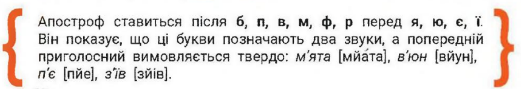 Апостроф ставиться після б, п, в, м, ф, р перед я, ю, є, ї.
Він показує, що ці букви позначають два звуки, а попередній
приголосний вимовляється твердо: м'ята [мйа́та], в'юн [вйун],
п'є [пйе], з'їв [зйів].